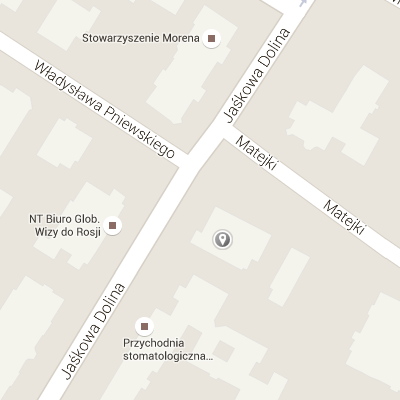 Stowarzyszenie Morena
Jaśkowa Dolina
Władysława Pniewskiego
Matejki
Matejki
NT Biuro Glob.
Wizy do Rosji
Jaśkowa Dolina
Przychodnia
stomatologiczna...